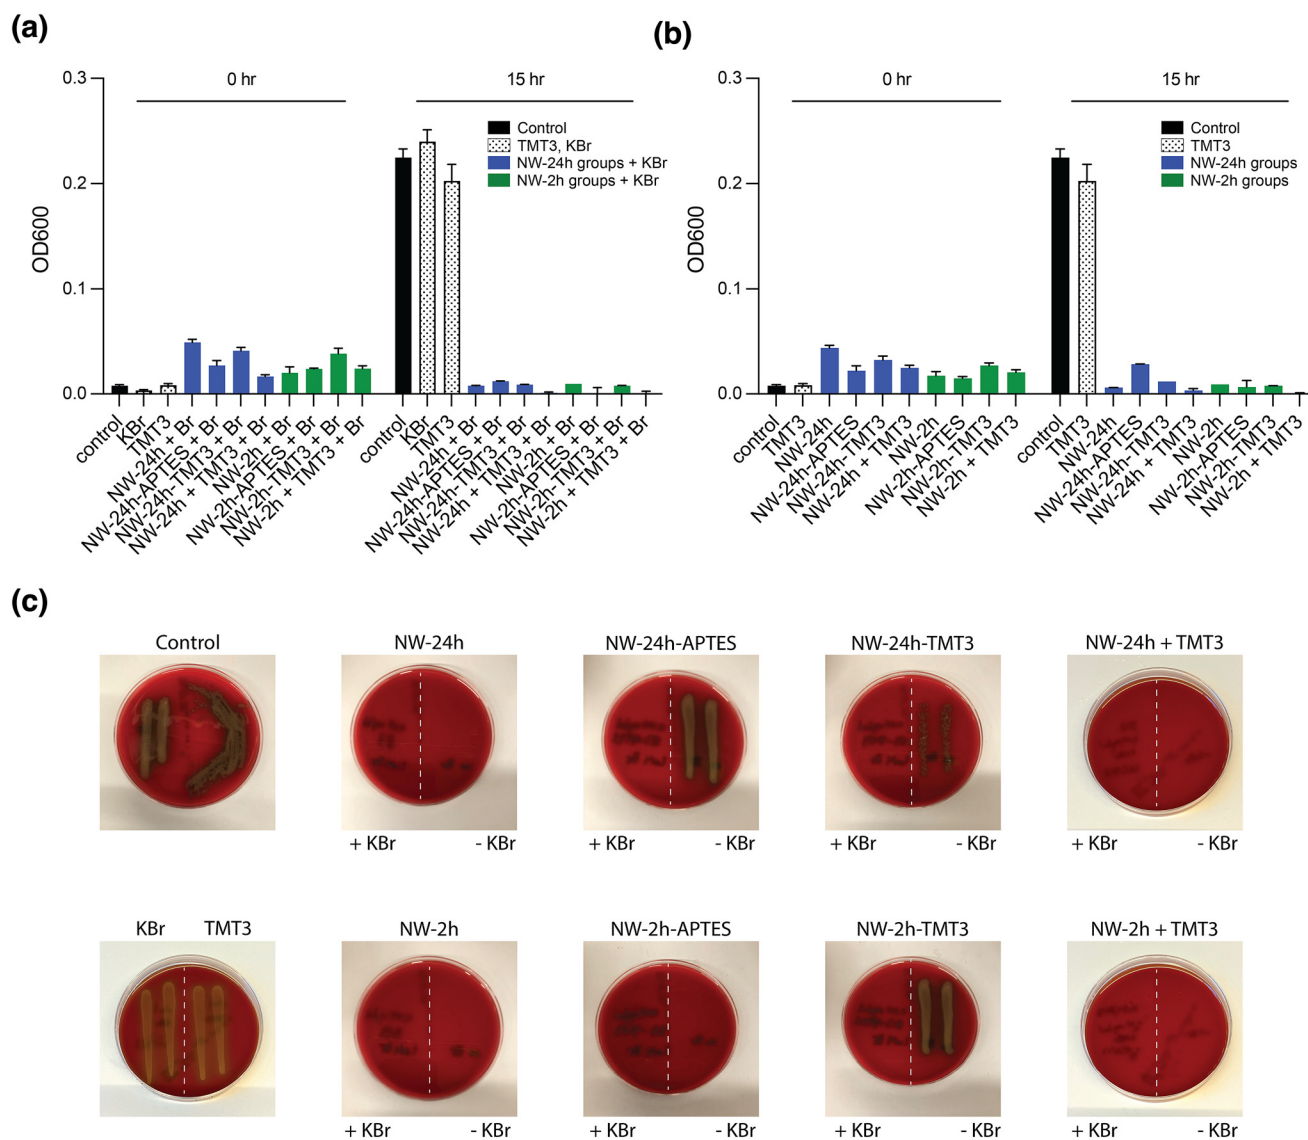 (a)
0.3
0.2
0.1
0.0
OD600
0 hr
15 hr
Control
TMT3, KBr
NW-24h groups + KBr
NW-2h groups + KBr
control
KBr
TMT3
NW-24h + Br
NW-24h-APTES + Br
NW-24h-TMT3 + Br
NW-24h + TMT3 + Br
NW-2h + Br
NW-2h-APTES + Br
NW-2h-TMT3 + Br
NW-2h + TMT3 + Br
control
KBr
TMT3
NW-24h + Br
NW-24h-APTES + Br
NW-24h-TMT3 + Br
NW-24h + TMT3 + Br
NW-2h + Br
NW-2h-APTES + Br
NW-2h-TMT3 + Br
NW-2h + TMT3 + Br
(b)
0.3
0.2
0.1
0.0
OD600
0 hr
15 hr
Control
TMT3
NW-24h groups
NW-2h groups
control
TMT3
NW-24h
NW-24h-APTES
NW-24h-TMT3
NW-24h + TMT3
NW-2h
NW-2h-APTES
NW-2h-TMT3
NW-2h + TMT3
control
TMT3
NW-24h
NW-24h-APTES
NW-24h-TMT3
NW-24h + TMT3
NW-2h
NW-2h-APTES
NW-2h-TMT3
NW-2h + TMT3
(c)
Control
NW-24h
NW-24h-APTES
NW-24h-TMT3
NW-24h + TMT3
+ KBr - KBr
+ KBr - KBr
+ KBr - KBr
+ KBr - KBr
KBr TMT3
NW-2h
NW-2h-APTES
NW-2h-TMT3
NW-2h + TMT3
+ KBr - KBr
+ KBr - KBr
+ KBr - KBr
+ KBr - KBr